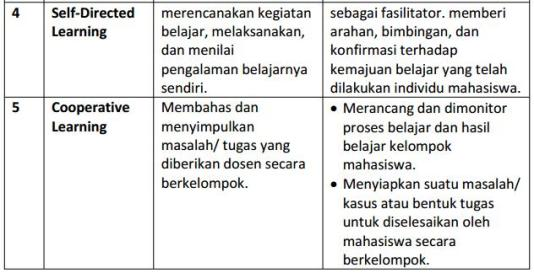 4
Self-Directed
Learning
merencanakan kegiatan
belajar, melaksanakan,
dan menilai
pengalaman belajarnya
sendiri.
sebagai fasilitator. memberi
arahan, bimbingan, dan
konfirmasi terhadap
kemajuan belajar yang telah
dilakukan individu mahasiswa.
5
Cooperative
Learning
Membahas dan
menyimpulkan
masalah/ tugas yang
diberikan dosen secara
berkelompok.
• Merancang dan dimonitor
proses belajar dan hasil
belajar kelompok
mahasiswa.
• Menyiapkan suatu masalah/
kasus atau bentuk tugas
untuk diselesaikan oleh
mahasiswa secara
berkelompok.